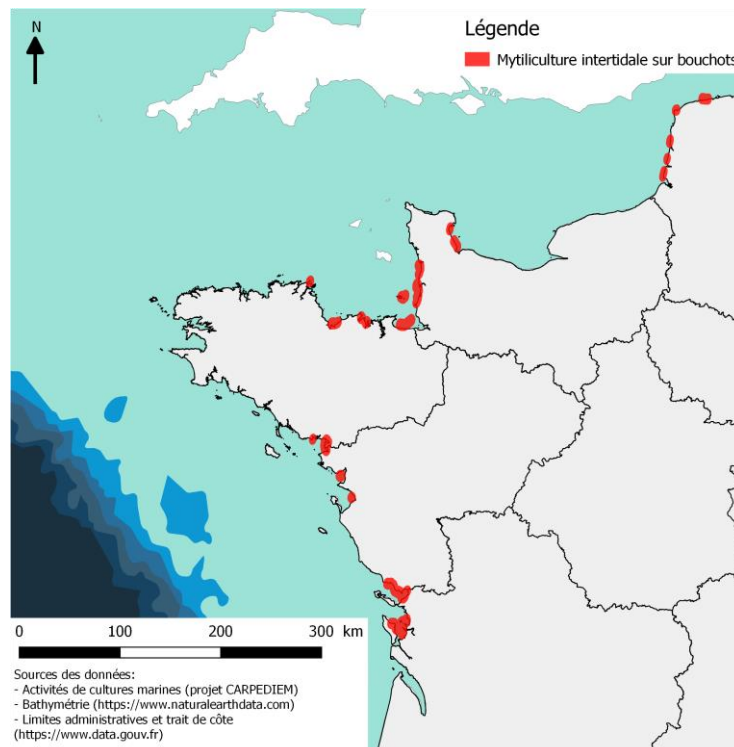 N
Légende
Mytiliculture intertidale sur bouchots
0 100 200 300 km
Sources des données:
- Activités de cultures marines (projet CARPEDIEM)
- Bathymétrie (https://www.naturalearthdata.com)
- Limites administratives et trait de côte
(https://www.data.gouv.fr)